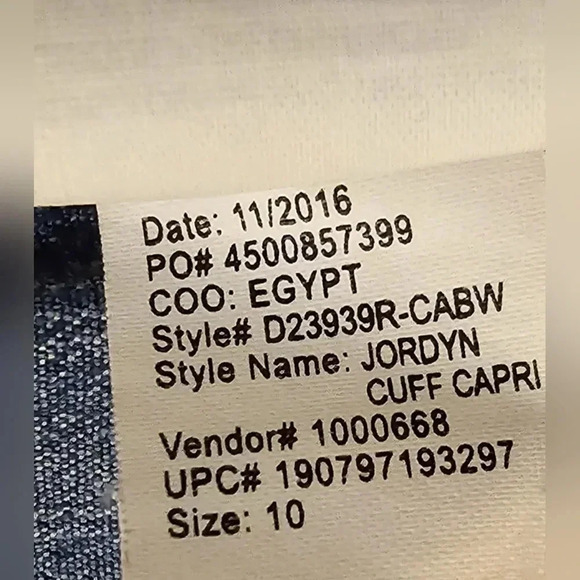 Date: 11/2016
PO# 4500857399
COO: EGYPT
Style# D23939R-CABW
Style Name: JORDYN
CUFF CAPRI
Vendor# 1000668
UPC# 190797193297
Size: 10